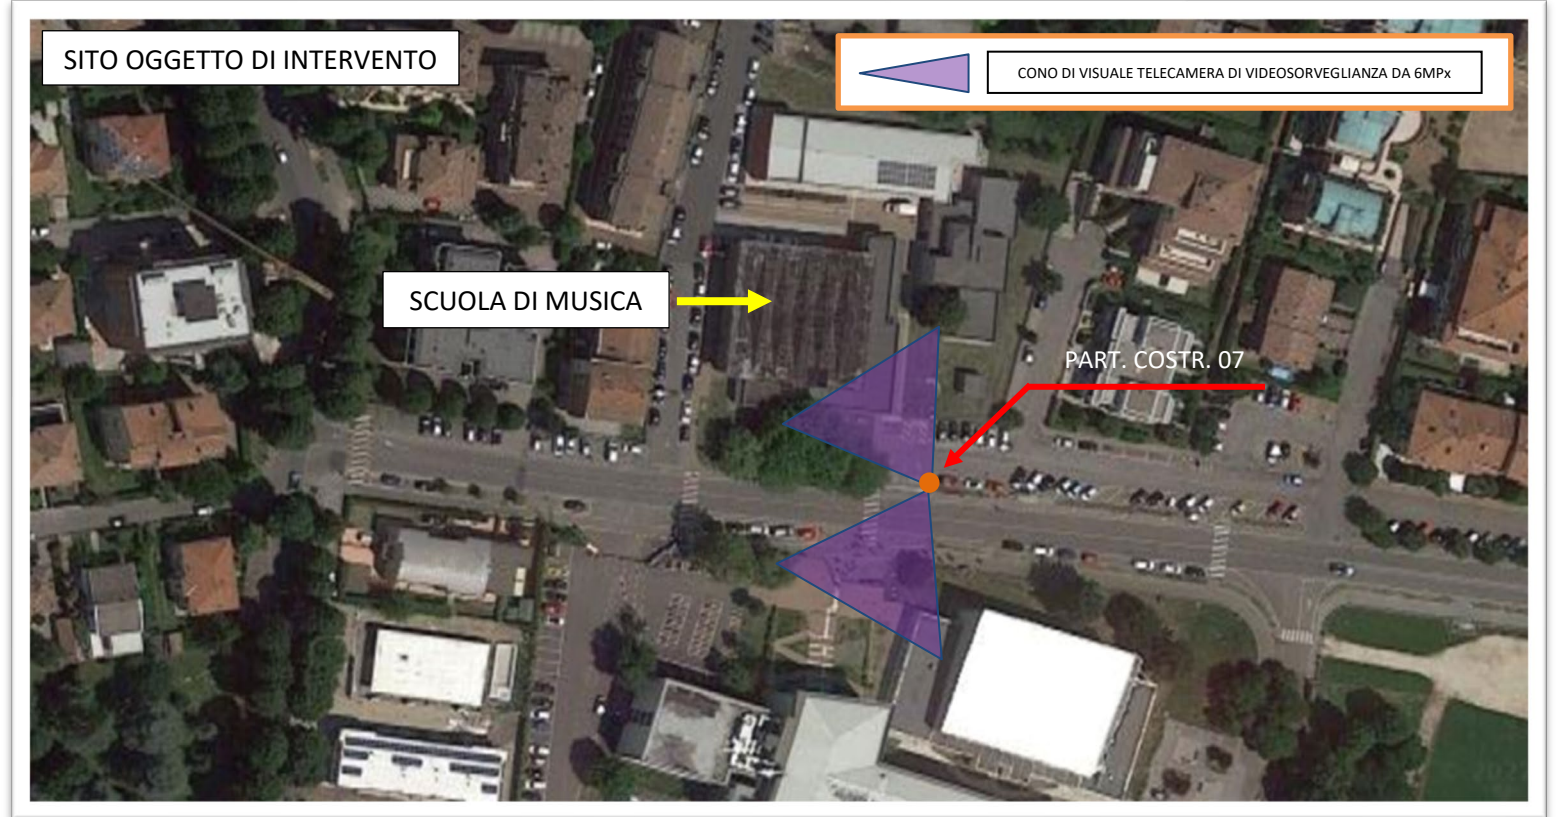 SITO OGGETTO DI INTERVENTO
CONO DI VISUALE TELECAMERA DI VIDEOSORVEGLIANZA DA 6MPx
SCUOLA DI MUSICA
PART. COSTR. 07